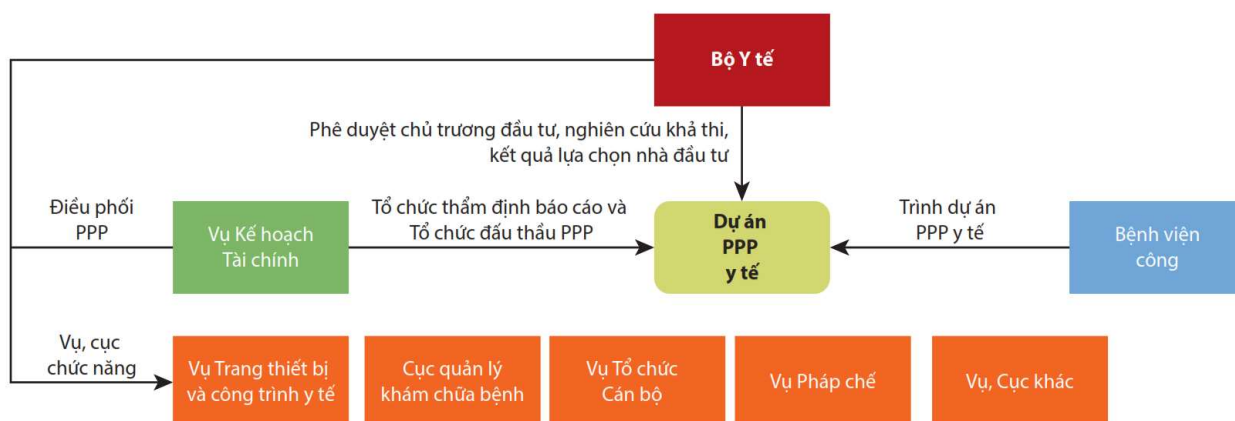 Bộ Y tế
Phê duyệt chủ trương đầu tư, nghiên cứu khả thi,
kết quả lựa chọn nhà đầu tư
Điều phối
PPP
Vụ Kế hoạch
Tài chính
Tổ chức thẩm định báo cáo và
Tổ chức đấu thầu PPP
Dự án
PPP
y tế
Trình dự án
PPP y tế
Bệnh viện
công
Vụ, cục
chức năng
Vụ Trang thiết bị
và công trình y tế
Cục quản lý
khám chữa bệnh
Vụ Tổ chức
Cán bộ
Vụ Pháp chế
Vụ, Cục khác